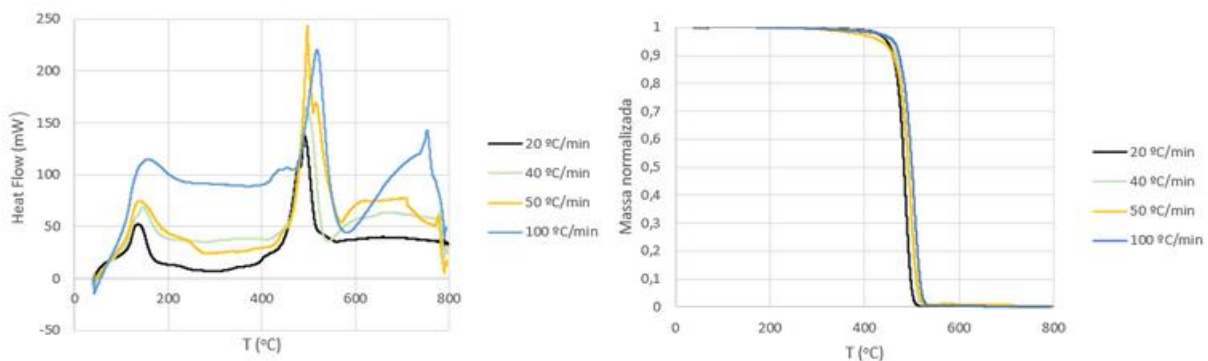 250
200
150
100
50
0
-50
Heat Flow (mW)
0
200
400
600
800
T (ºC)
20 ºC/min
40 ºC/min
50 ºC/min
100 ºC/min
1
0,9
0,8
0,7
0,6
0,5
0,4
0,3
0,2
0,1
0
Massa normalizada
0
200
400
600
800
T (ºC)
20 ºC/min
40 ºC/min
50 ºC/min
100 ºC/min